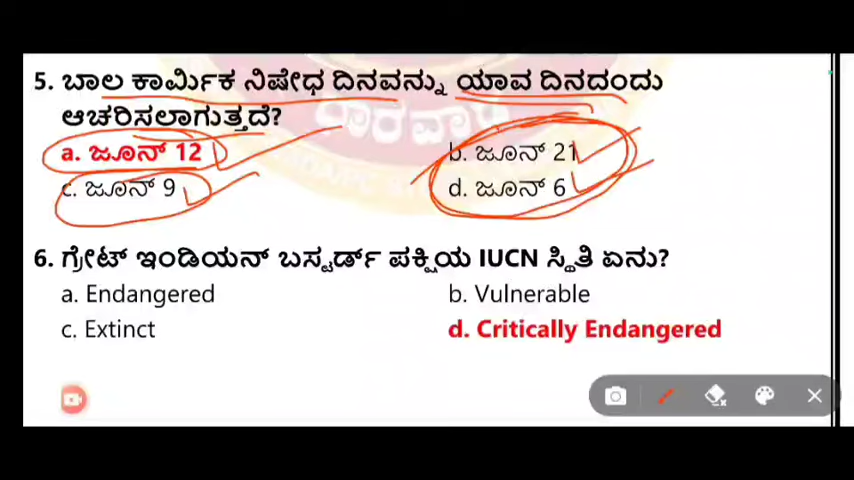 5. ಬಾಲ ಕಾರ್ಮಿಕ ನಿಷೇಧ ದಿನವನ್ನು ಯಾವ ದಿನದಂದು
ಆಚರಿಸಲಾಗುತ್ತದೆ?
a. ಜೂನ್ 12 b. ಜೂನ್ 21
c. ಜೂನ್ 9 d. ಜೂನ್ 6
6. ಗ್ರೇಟ್ ಇಂಡಿಯನ್ ಬಸ್ಟರ್ಡ್ ಪಕ್ಷಿಯ IUCN ಸ್ಥಿತಿ ಏನು?
a. Endangered b. Vulnerable
c. Extinct d. Critically Endangered